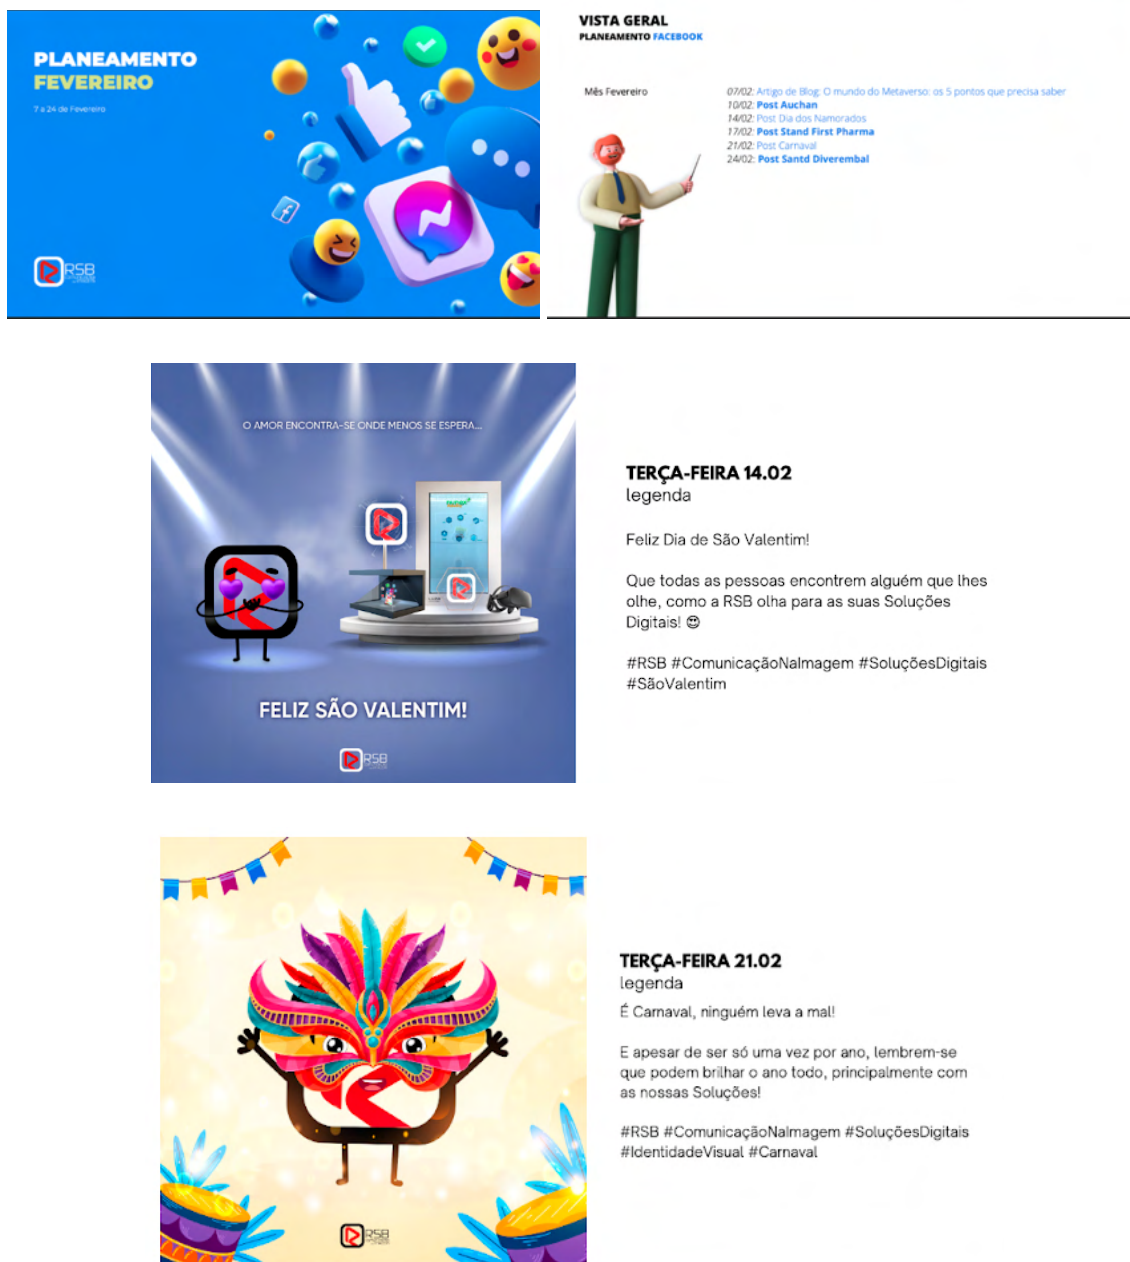 PLANEAMENTO
FEVEREIRO
7 a 24 de Fevereiro
RSB
VISTA GERAL
PLANEAMENTO FACEBOOK
Mês Fevereiro
07/02: Artigo de Blog: O mundo do Metaverso: os 5 pontos que precisa saber
10/02: Post Auchan
14/02: Post Dia dos Namorados
17/02: Post Stand First Pharma
21/02: Post Carnaval
24/02: Post Santd Diverembal
O AMOR ENCONTRA-SE ONDE MENOS SE ESPERA...
FELIZ SÃO VALENTIM!
RSB
TERÇA-FEIRA 14.02
legenda
Feliz Dia de São Valentim!
Que todas as pessoas encontrem alguém que lhes
olhe, como a RSB olha para as suas Soluções
Digitais! 😍
#RSB #ComunicaçãoNaImagem #SoluçõesDigitais
#SãoValentim
RSB
TERÇA-FEIRA 21.02
legenda
É Carnaval, ninguém leva a mal!
E apesar de ser só uma vez por ano, lembrem-se
que podem brilhar o ano todo, principalmente com
as nossas Soluções!
#RSB #ComunicaçãoNaImagem #SoluçõesDigitais
#IdentidadeVisual #Carnaval